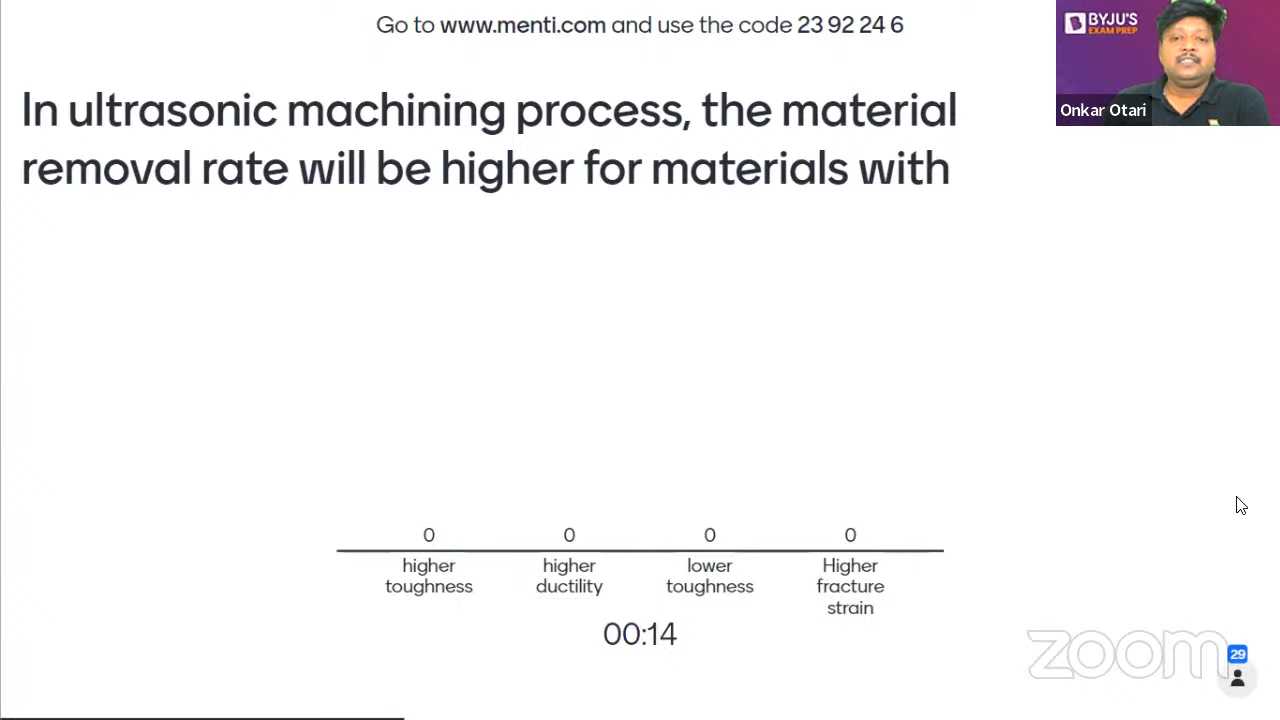 Go to www.menti.com and use the code 23 92 24 6
BYJU'S
EXAM PREP
Onkar Otari
In ultrasonic machining process, the material
removal rate will be higher for materials with
0 0 0 0
higher toughness
higher ductility
lower toughness
Higher fracture strain
00:14
zoom
29